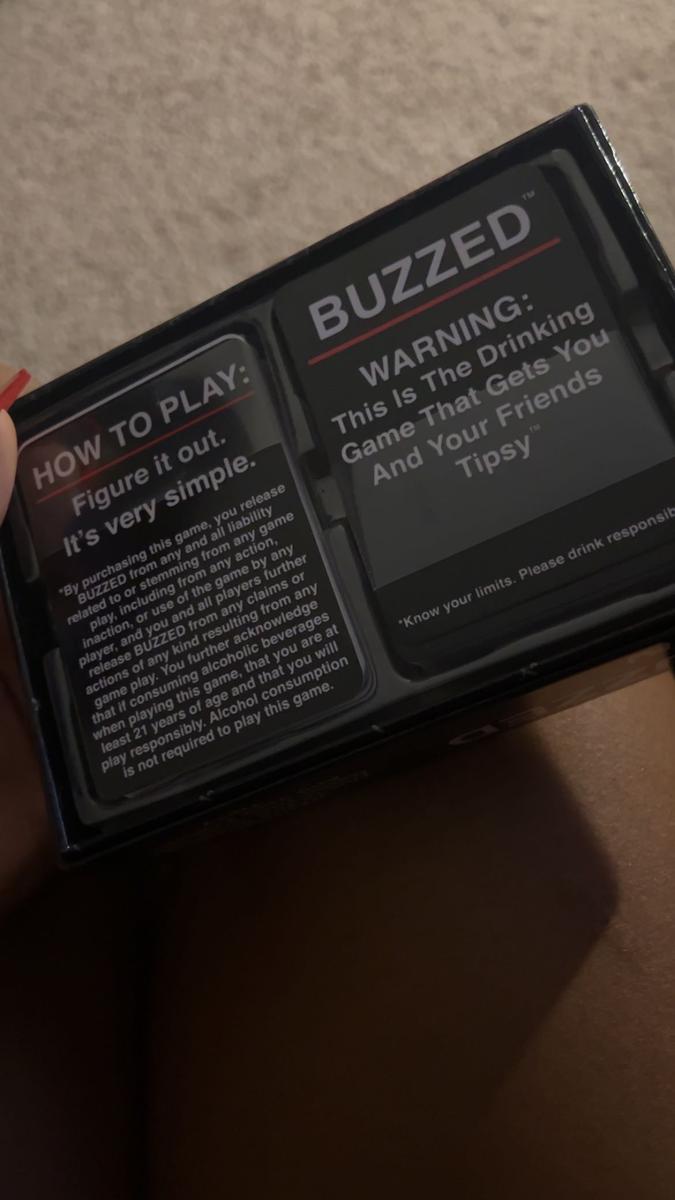 HOW TO PLAY:
Figure it out.
It's very simple.
*By purchasing this game, you release
BUZZED from any and all liability
related to or stemming from any game
play, including from any action,
inaction, or use of the game by any
player, and you and all players further
release BUZZED from any claims or
actions of any kind resulting from any
game play. You further acknowledge
that if consuming alcoholic beverages
when playing this game, that you are at
least 21 years of age and that you will
play responsibly. Alcohol consumption
is not required to play this game.
BUZZED™
WARNING:
This Is The Drinking
Game That Gets You
And Your Friends
Tipsy™
*Know your limits. Please drink responsib